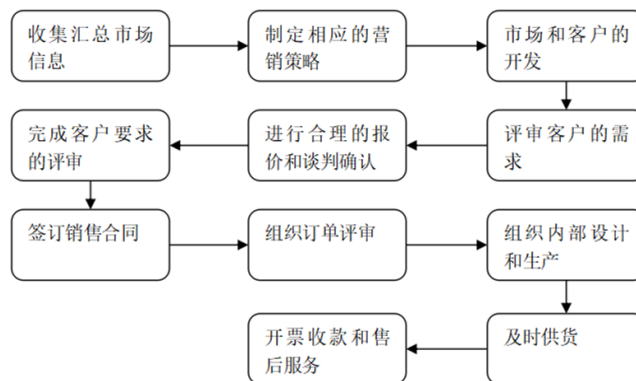 收集汇总市场
信息
制定相应的营
销策略
市场和客户的
开发
评审客户的需
求
进行合理的报
价和谈判确认
完成客户要求
的评审
签订销售合同
组织订单评审
组织内部设计
和生产
及时供货
开票收款和售
后服务